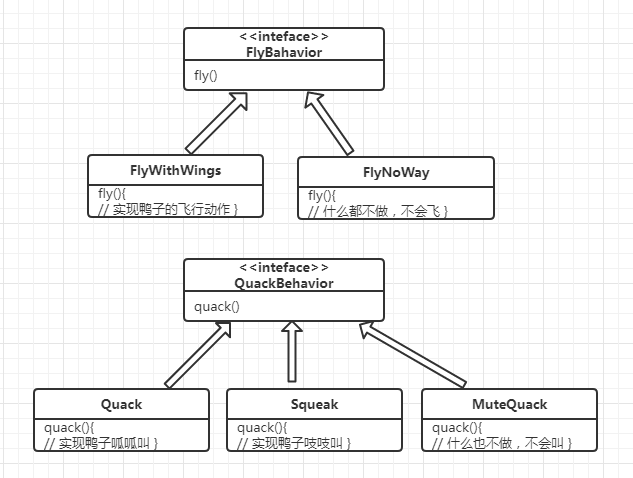 <<inteface>>
FlyBahavior
fly()
FlyWithWings
fly(){
// 实现鸭子的飞行动作 }
FlyNoWay
fly(){
// 什么都不做，不会飞 }
<<inteface>>
QuackBehavior
quack()
Quack
quack(){
// 实现鸭子呱呱叫 }
Squeak
quack(){
// 实现鸭子吱吱叫 }
MuteQuack
quack(){
// 什么也不做，不会叫 }